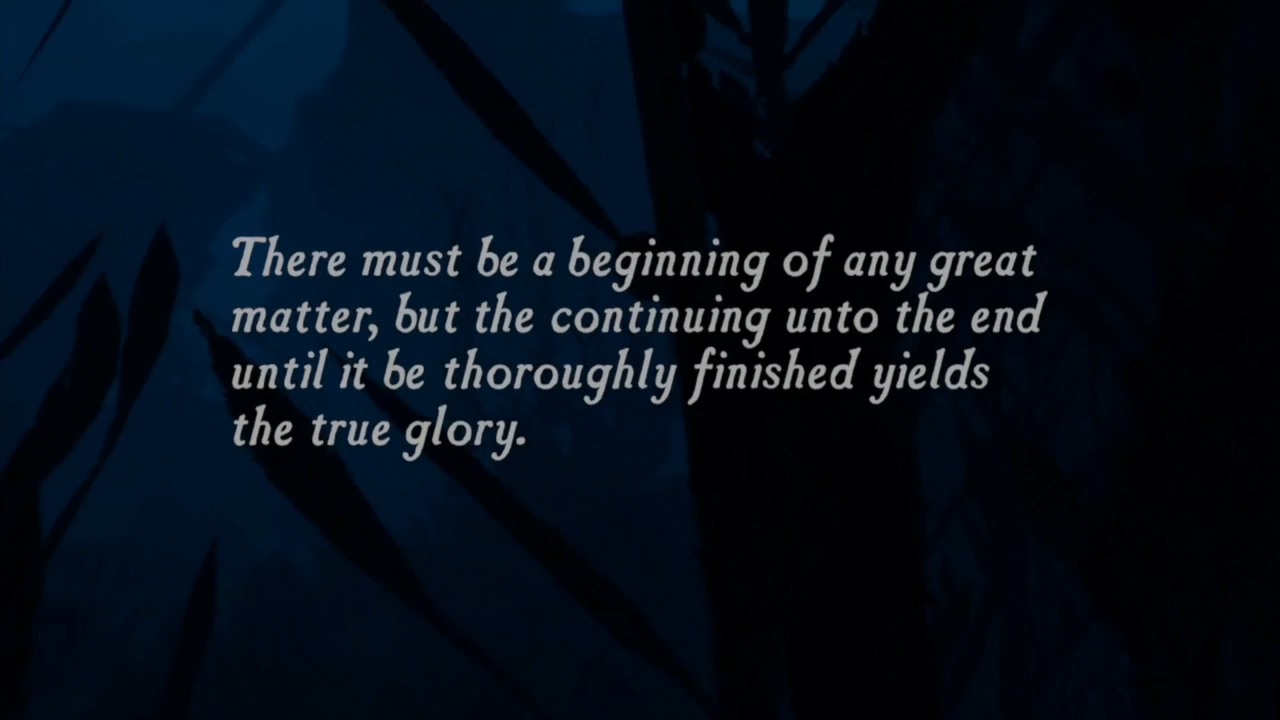 There must be a beginning of any great
matter, but the continuing unto the end
until it be thoroughly finished yields
the true glory.